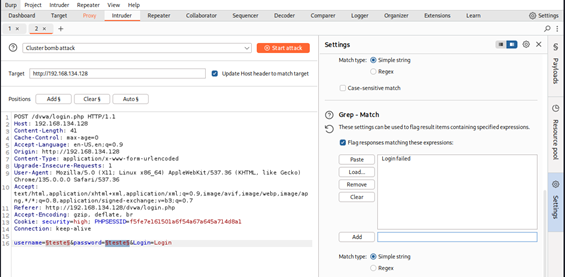 Burp Project Intruder Repeater View Help
Dashboard Target Proxy Intruder Repeater Collaborator Sequencer Decoder Comparer Logger Organizer Extensions Learn Settings
1 × 2 × +
Cluster bomb attack
Start attack
Target http://192.168.134.128
Update Host header to match target
Positions Add § Clear § Auto §
1 POST /dvwa/login.php HTTP/1.1
2 Host: 192.168.134.128
3 Content-Length: 41
4 Cache-Control: max-age=0
5 Accept-Language: en-US,en;q=0.9
6 Origin: http://192.168.134.128
7 Content-Type: application/x-www-form-urlencoded
8 Upgrade-Insecure-Requests: 1
9 User-Agent: Mozilla/5.0 (X11; Linux x86_64) AppleWebKit/537.36 (KHTML, like Gecko)
Chrome/135.0.0.0 Safari/537.36
10 Accept:
text/html,application/xhtml+xml,application/xml;q=0.9,image/avif,image/webp,image/ap
ng,*/*;q=0.8,application/signed-exchange;v=b3;q=0.7
11 Referer: http://192.168.134.128/dvwa/login.php
12 Accept-Encoding: gzip, deflate, br
13 Cookie: security=high; PHPSESSID=f5fe7e161501a6f54a67a645a714d8a1
14 Connection: keep-alive
15
16 username=§teste§&password=§teste§&Login=Login
Settings
Match type: Simple string
Regex
Case-sensitive match
Grep - Match
These settings can be used to flag result items containing specified expressions.
Flag responses matching these expressions:
Paste
Load...
Remove
Clear
Login failed
Add
Match type: Simple string
Regex
Payloads
Resource pool
Settings